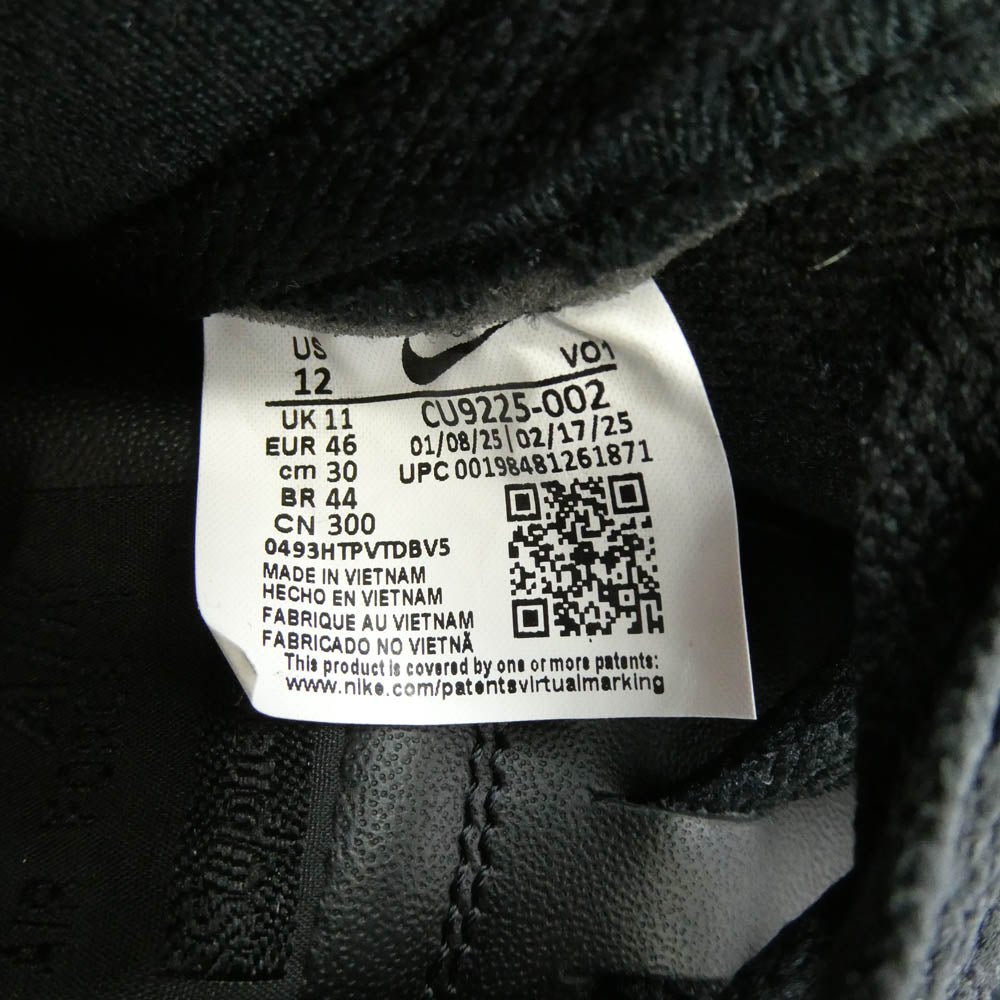 US
12
UK 11
EUR 46
cm 30
BR 44
CN 300
VO1
CU9225-002
01/08/25|02/17/25
UPC 00198481261871
0493HTPVTDBV5
MADE IN VIETNAM
HECHO EN VIETNAM
FABRIQUE AU VIETNAM
FABRICADO NO VIETNÃ
This product is covered by one or more patents:
www.nike.com/patentsvirtualmarking
Supreme